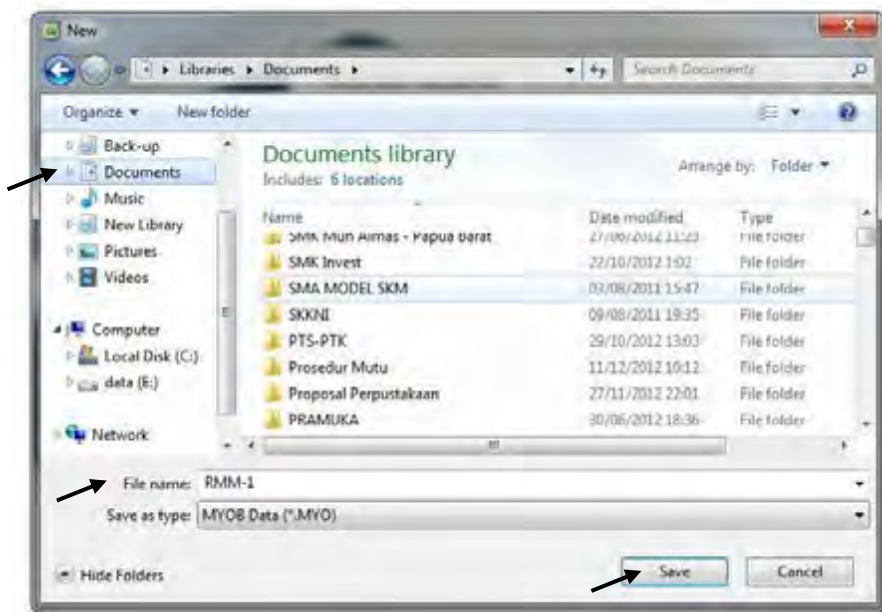 New
Libraries Documents
Search Documents
Organize New folder
Back-up
Documents
Music
New Library
Pictures
Videos
Computer
Local Disk (C:)
data (E:)
Network
Documents library
Includes: 6 locations
Arrange by: Folder
Name Date modified Type
SMK Mun Aimas - Papua Barat 27/06/2012 11:23 File folder
SMK Invest 22/10/2012 1:02 File folder
SMA MODEL SKM 03/08/2011 15:47 File folder
SKKNI 09/08/2011 19:35 File folder
PTS-PTK 29/10/2012 13:03 File folder
Prosedur Mutu 11/12/2012 10:12 File folder
Proposal Perpustakaan 27/11/2012 22:01 File folder
PRAMUKA 30/06/2012 18:36 File folder
File name: RMM-1
Save as type: MYOB Data (*.MYO)
Hide Folders
Save Cancel